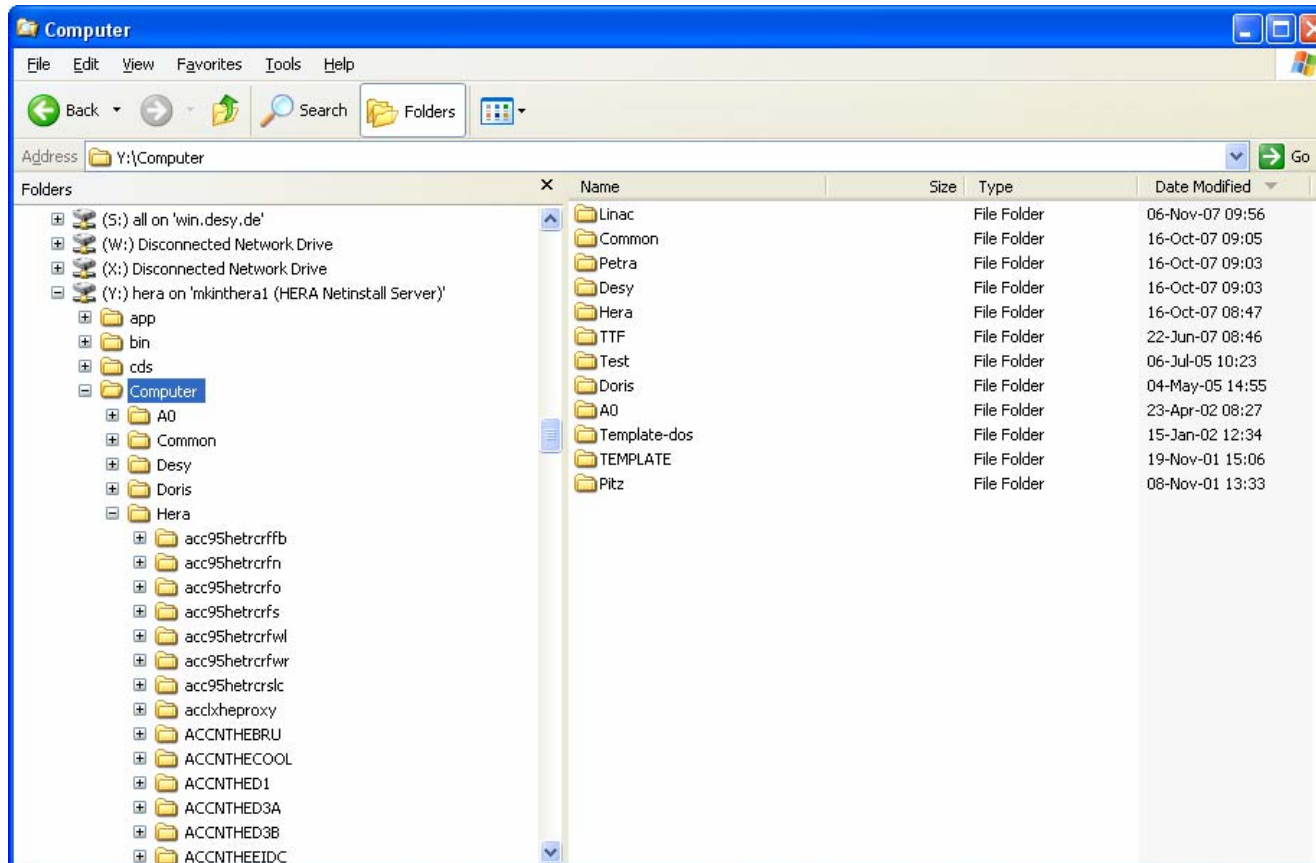 Computer
File Edit View Favorites Tools Help
Back Search Folders
Address Y:\Computer Go
Folders
(S:) all on 'win.desy.de'
(W:) Disconnected Network Drive
(X:) Disconnected Network Drive
(Y:) hera on 'mkinthera1 (HERA Netinstall Server)'
app
bin
cds
Computer
A0
Common
Desy
Doris
Hera
acc95hetrcrffb
acc95hetrcrfn
acc95hetrcrfo
acc95hetrcrfs
acc95hetrcrfwl
acc95hetrcrfwr
acc95hetrcrslc
acclxheproxy
ACCNTHEBRU
ACCNTHECOOL
ACCNTHED1
ACCNTHED3A
ACCNTHED3B
ACCNTHEEIDC
Name Size Type Date Modified
Linac File Folder 06-Nov-07 09:56
Common File Folder 16-Oct-07 09:05
Petra File Folder 16-Oct-07 09:03
Desy File Folder 16-Oct-07 09:03
Hera File Folder 16-Oct-07 08:47
TTF File Folder 22-Jun-07 08:46
Test File Folder 06-Jul-05 10:23
Doris File Folder 04-May-05 14:55
A0 File Folder 23-Apr-02 08:27
Template-dos File Folder 15-Jan-02 12:34
TEMPLATE File Folder 19-Nov-01 15:06
Pitz File Folder 08-Nov-01 13:33